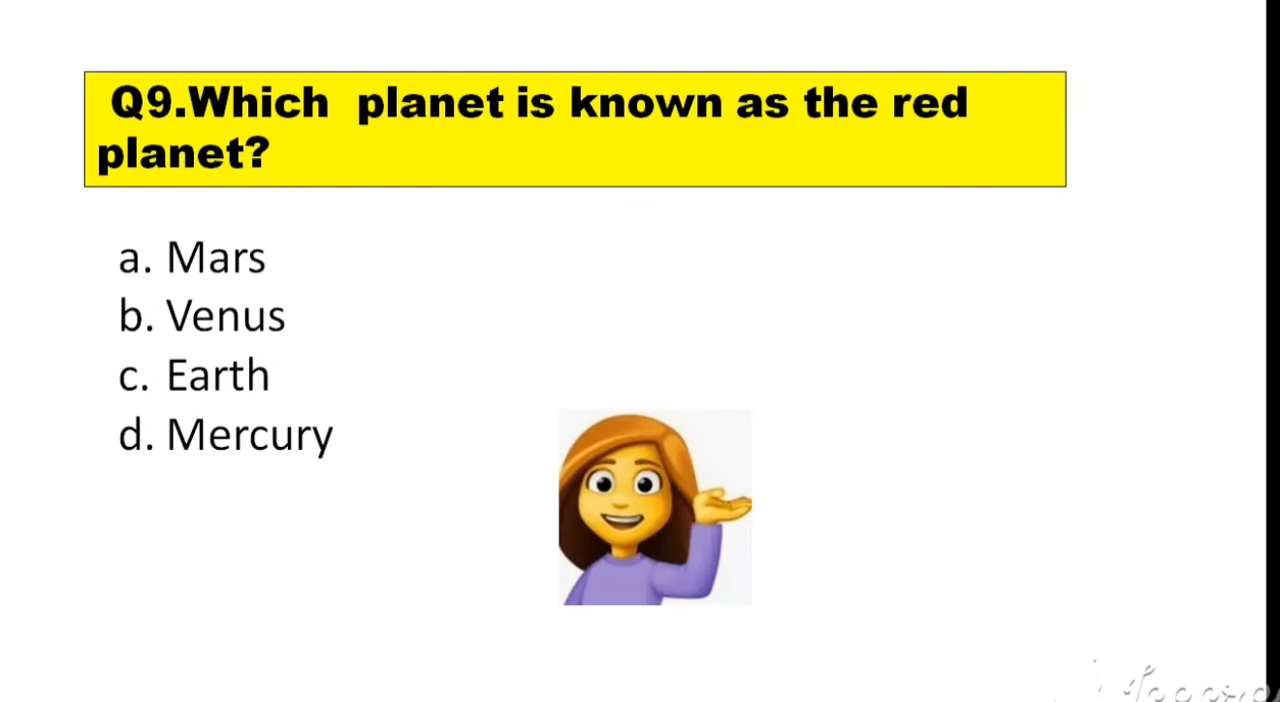 Q9.Which planet is known as the red
planet?
a. Mars
b. Venus
c. Earth
d. Mercury